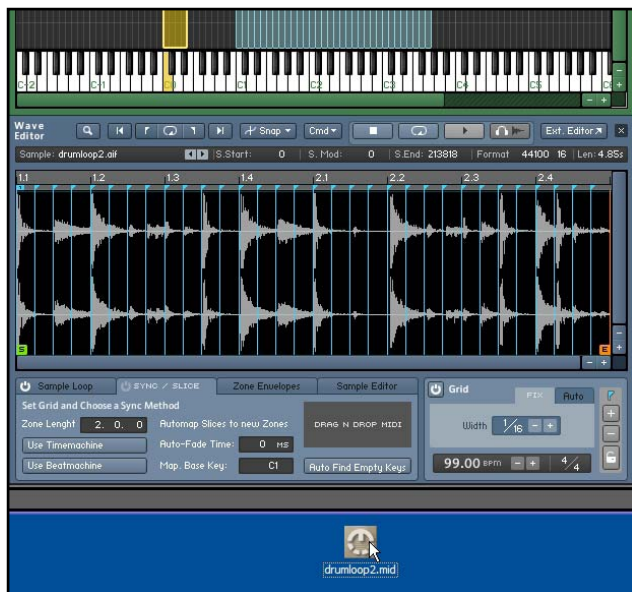 C-2 C-1 C0 C1 C2 C3 C4 C5
Wave Editor Snap Cmd Ext. Editor
Sample: drumloop2.aif S.Start: 0 S. Mod: 0 S.End: 213818 Format 44100 16 Len: 4.85s
1.1 1.2 1.3 1.4 2.1 2.2 2.3 2.4
S E
Sample Loop SYNC / SLICE Zone Envelopes Sample Editor
Grid FIX Auto
Set Grid and Choose a Sync Method
Zone Lenght 2. 0. 0 Automap Slices to new Zones DRAG N DROP MIDI
Width 1/16 - +
Use Timemachine Auto-Fade Time: 0 MS
Use Beatmachine Map. Base Key: C1 Auto Find Empty Keys
99.00 BPM - + 4/4
drumloop2.mid